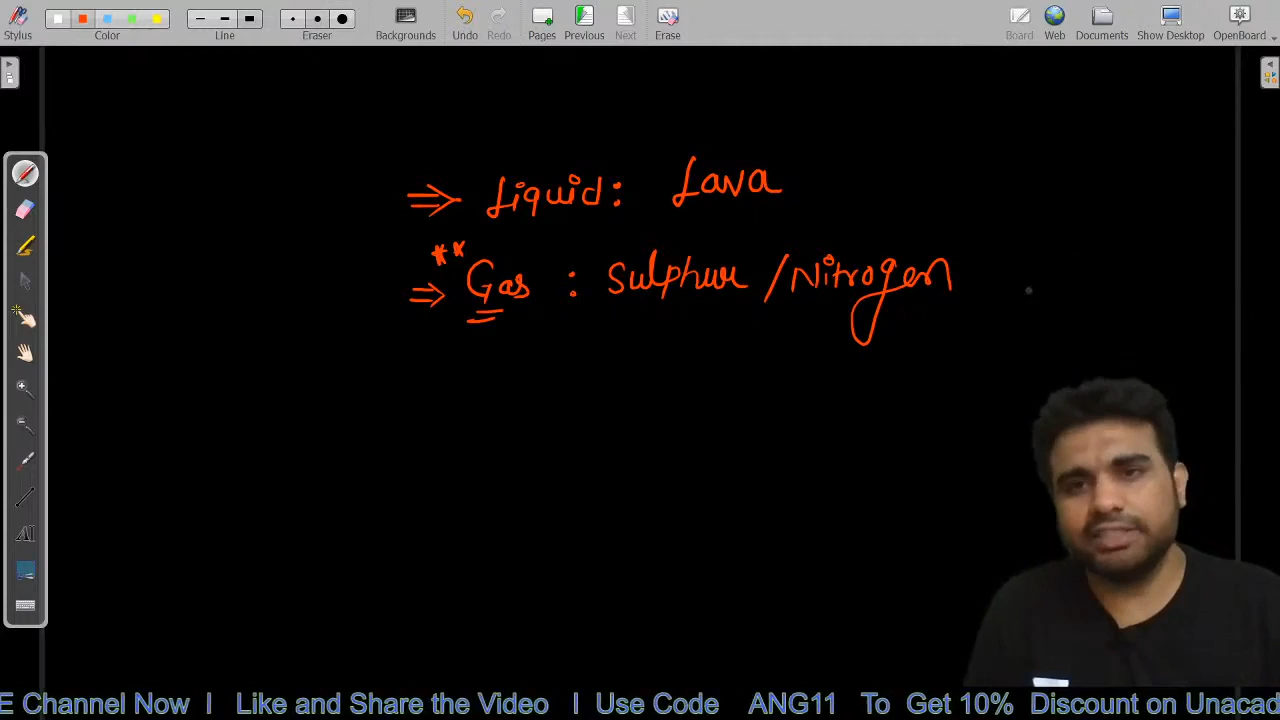 Stylus
Color
Line
Eraser
Backgrounds
Undo
Redo
Pages
Previous
Next
Erase
Board
Web
Documents
Show Desktop
OpenBoard
⇒ Liquid: Lava
**
⇒ Gas : Sulphur / Nitrogen
AI
E Channel Now I Like and Share the Video I Use Code ANG11 To Get 10% Discount on Unacad